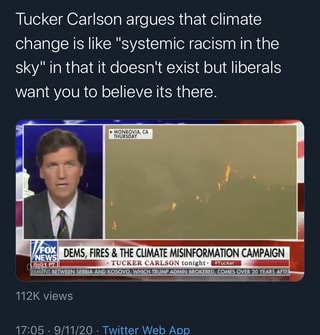 Tucker Carlson argues that climate
change is like "systemic racism in the
sky" in that it doesn't exist but liberals
want you to believe its there.
MONROVIA, CA
THURSDAY
FOX
NEWS
DEMS, FIRES & THE CLIMATE MISINFORMATION CAMPAIGN
TUCKER CARLSON tonight #Tucker
BETWEEN SERBIA AND KOSOVO, WHICH TRUMP ADMIN BROKERED, COMES OVER 20 YEARS AFTE
112K views
17:05 · 9/11/20 · Twitter Web App